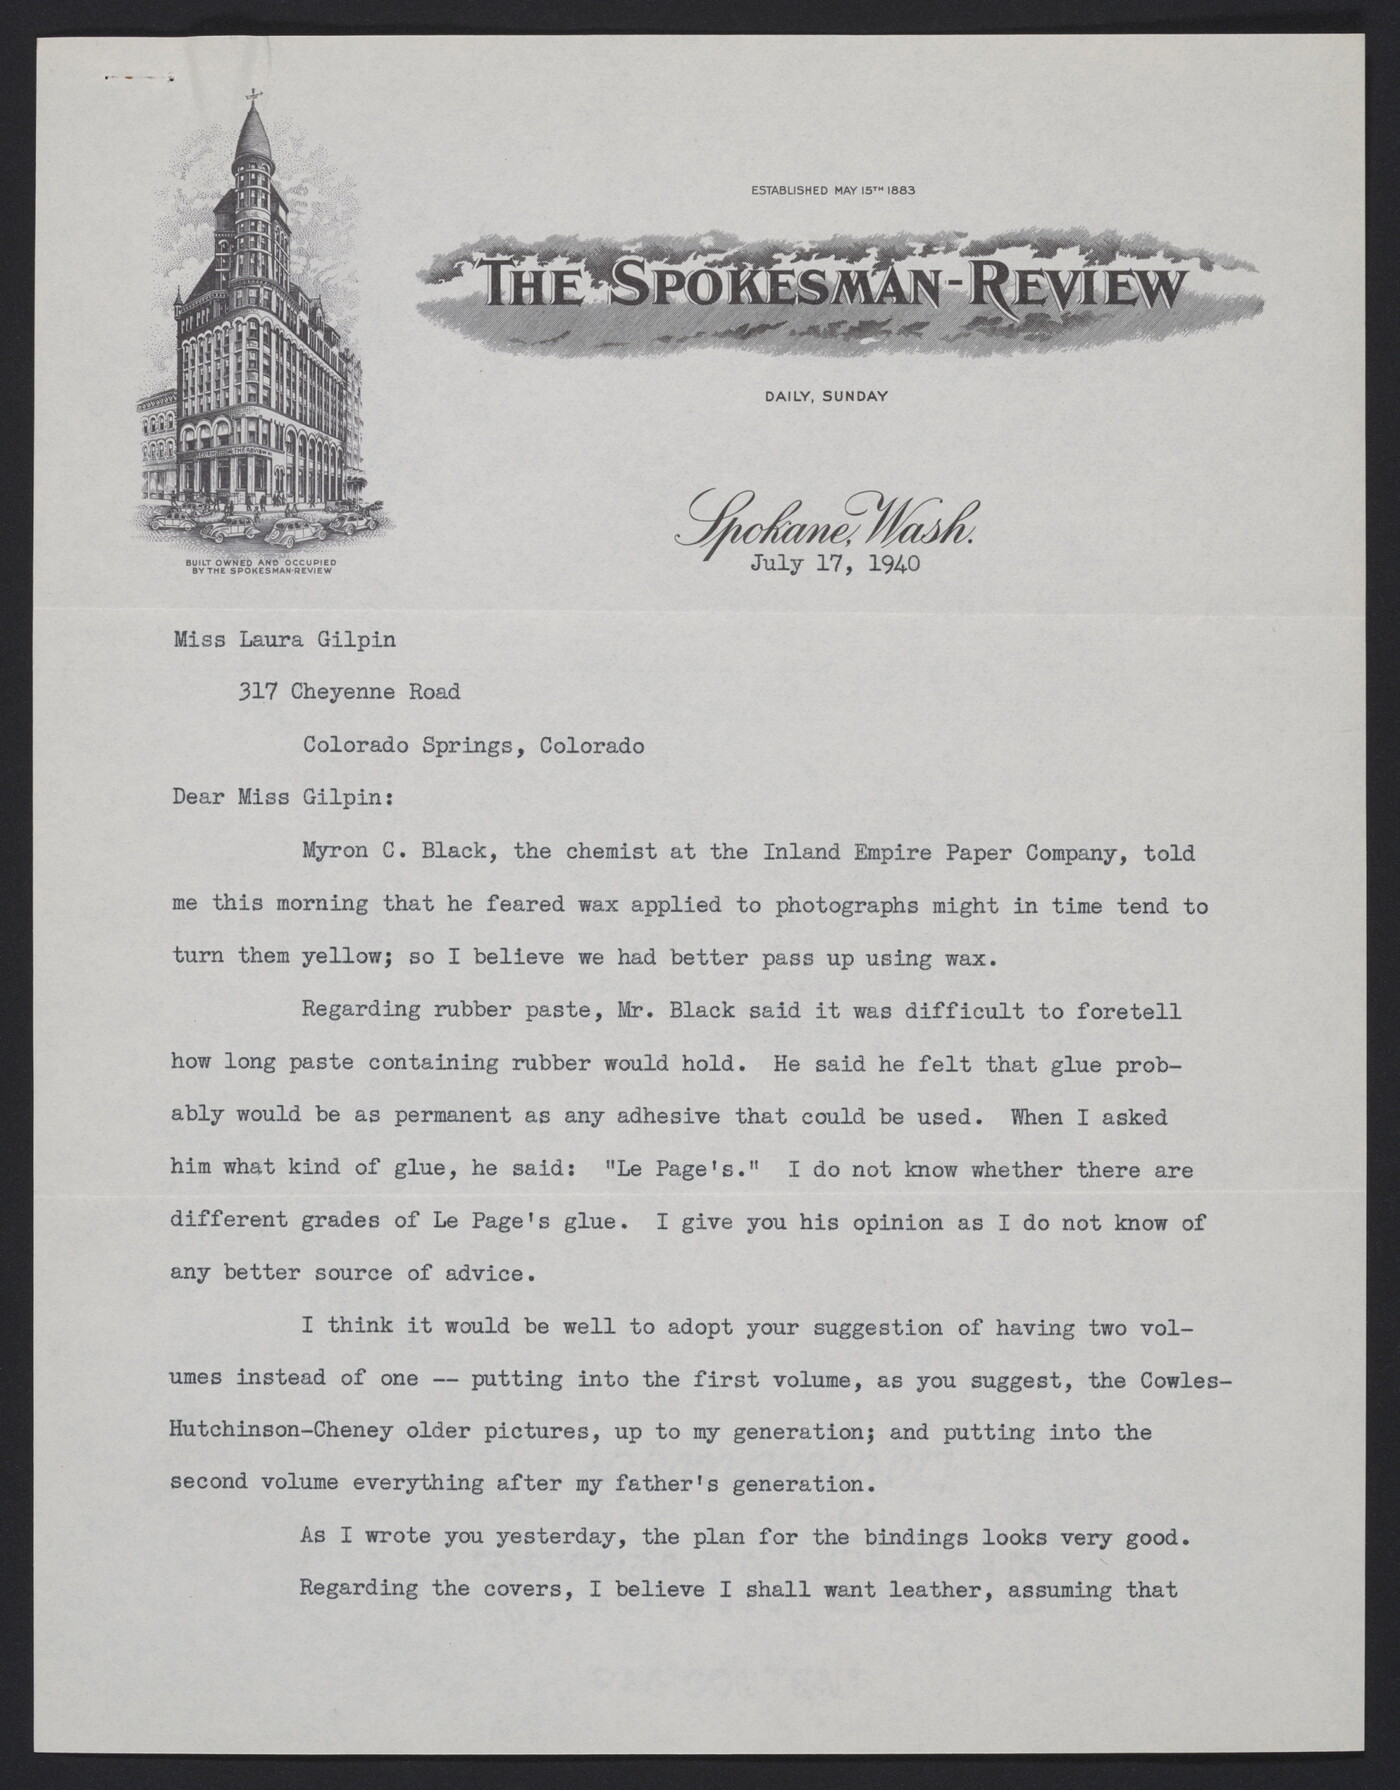 ESTABLISHED MAY 15TH 1883
THE SPOKESMAN-REVIEW
DAILY, SUNDAY
BUILT OWNED AND OCCUPIED
BY THE SPOKESMAN-REVIEW
Spokane, Wash.
July 17, 1940
Miss Laura Gilpin
317 Cheyenne Road
Colorado Springs, Colorado
Dear Miss Gilpin:
Myron C. Black, the chemist at the Inland Empire Paper Company, told
me this morning that he feared wax applied to photographs might in time tend to
turn them yellow; so I believe we had better pass up using wax.
Regarding rubber paste, Mr. Black said it was difficult to foretell
how long paste containing rubber would hold. He said he felt that glue prob-
ably would be as permanent as any adhesive that could be used. When I asked
him what kind of glue, he said: "Le Page's." I do not know whether there are
different grades of Le Page's glue. I give you his opinion as I do not know of
any better source of advice.
I think it would be well to adopt your suggestion of having two vol-
umes instead of one -- putting into the first volume, as you suggest, the Cowles-
Hutchinson-Cheney older pictures, up to my generation; and putting into the
second volume everything after my father's generation.
As I wrote you yesterday, the plan for the bindings looks very good.
Regarding the covers, I believe I shall want leather, assuming that